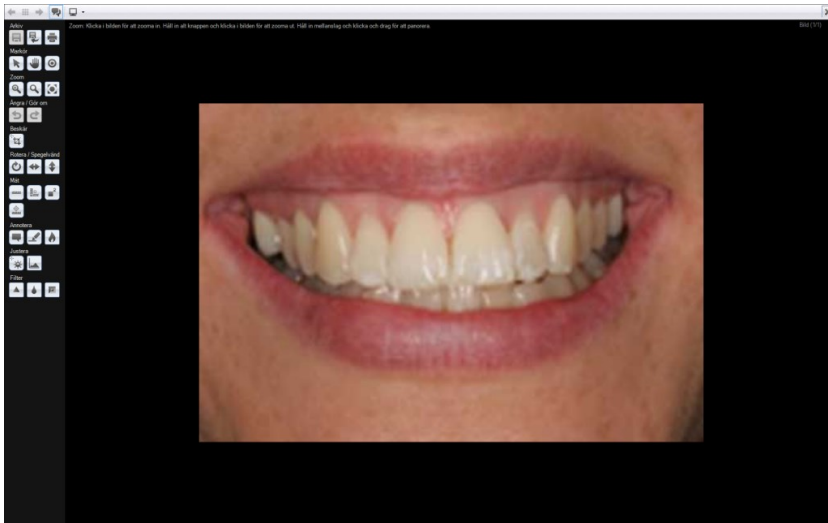 Arkiv
Zoom: Klicka i bilden för att zooma in. Håll in alt knappen och klicka i bilden för att zooma ut. Håll in mellanslag och klicka och drag för att panorera.
Bild (1/1)
Markör
Zoom
Ångra / Gör om
Beskär
Rotera / Spegelvänd
Mät
Annotera
Justera
Filter